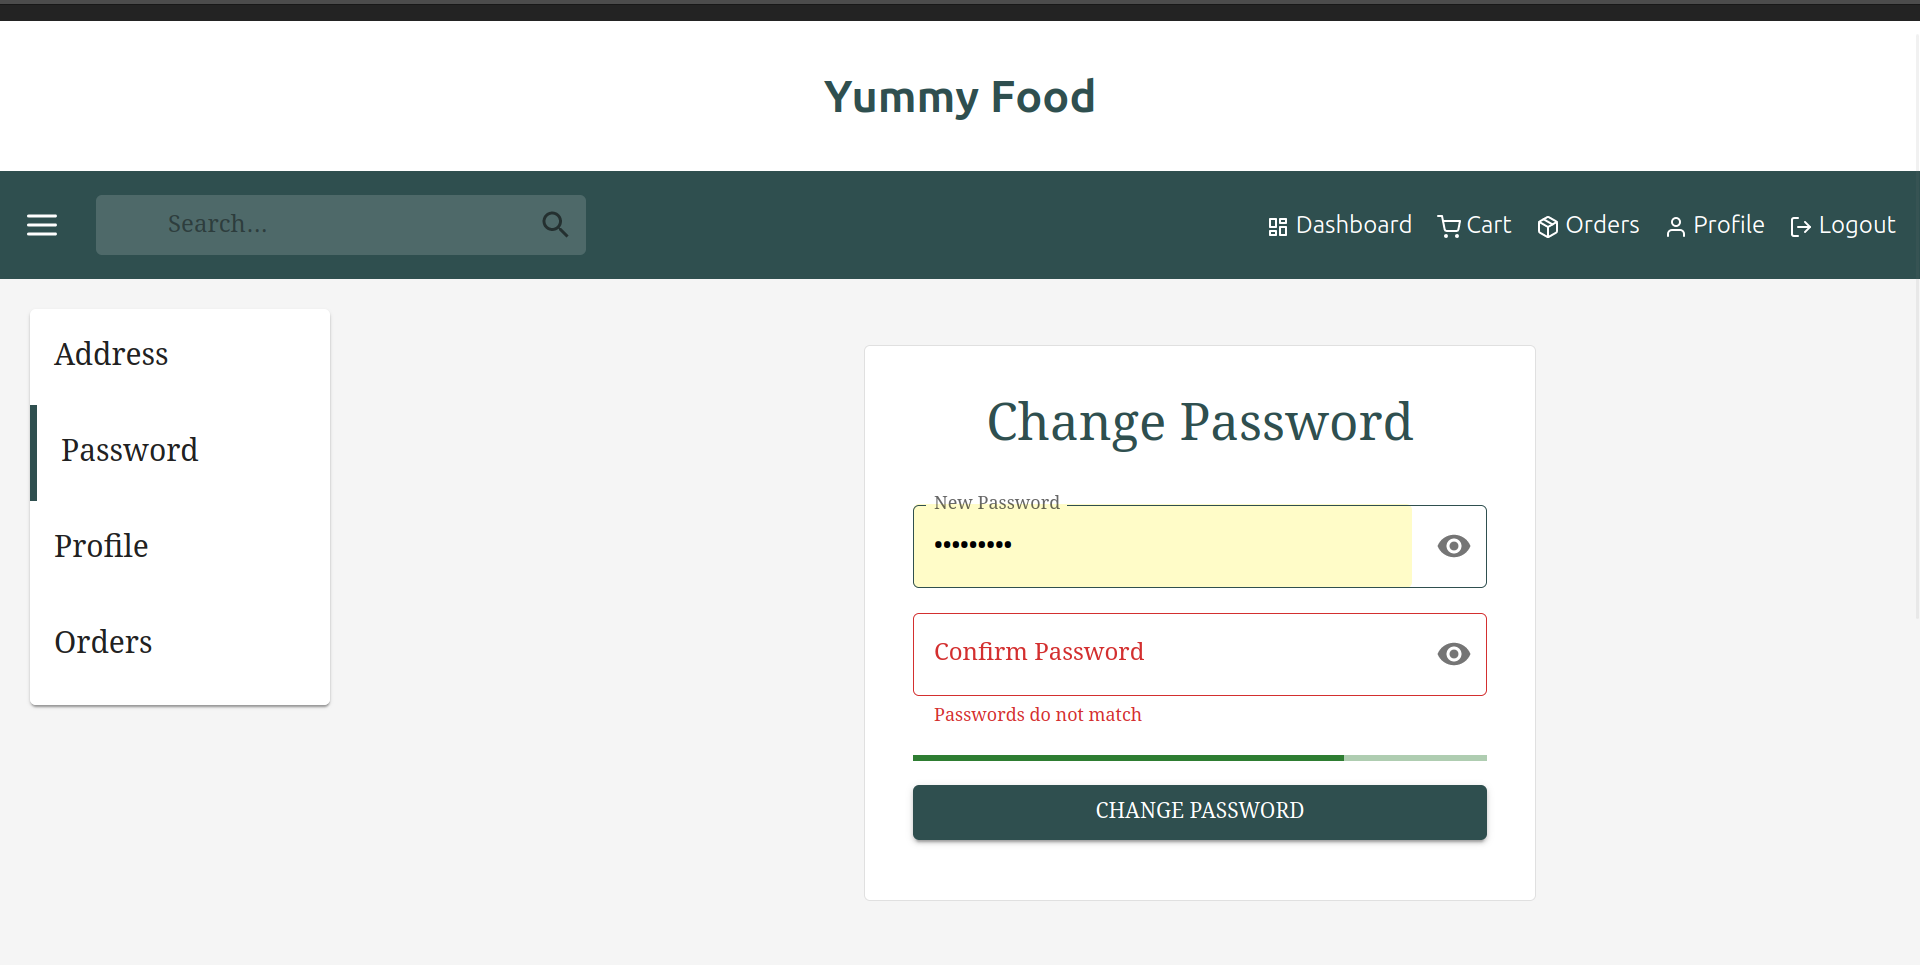 Yummy Food
Search...
Dashboard
Cart
Orders
Profile
Logout
Address
Password
Profile
Orders
Change Password
New Password
•••••••••
Confirm Password
Passwords do not match
CHANGE PASSWORD